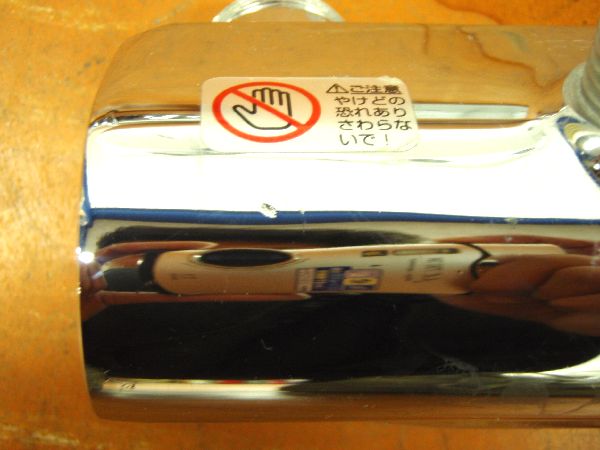 ⚠ご注意
やけどの
恐れあり
さわらな
いで!